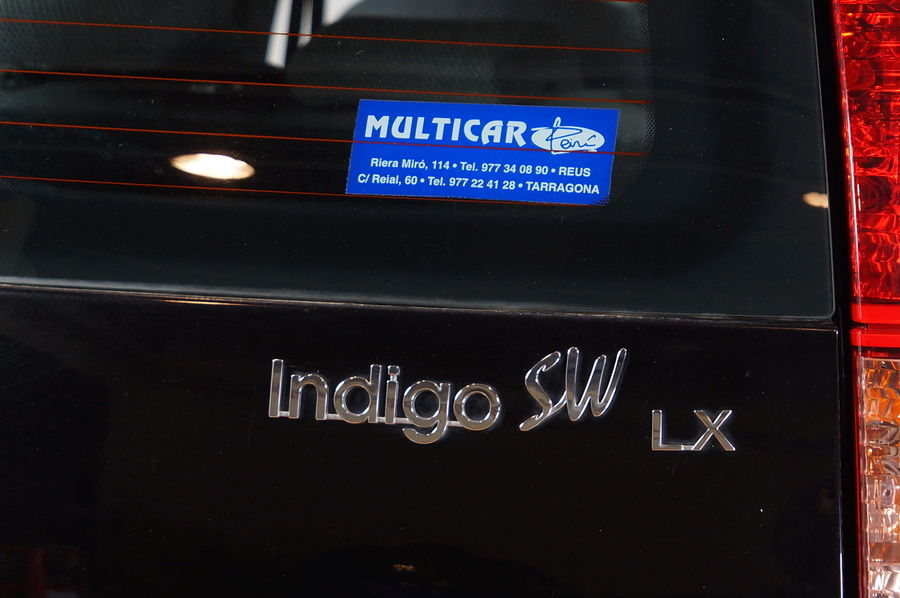 MULTICAR Reini
Riera Miró, 114 • Tel. 977 34 08 90 • REUS
C/ Reial, 60 • Tel. 977 22 41 28 • TARRAGONA
Indigo SW
LX